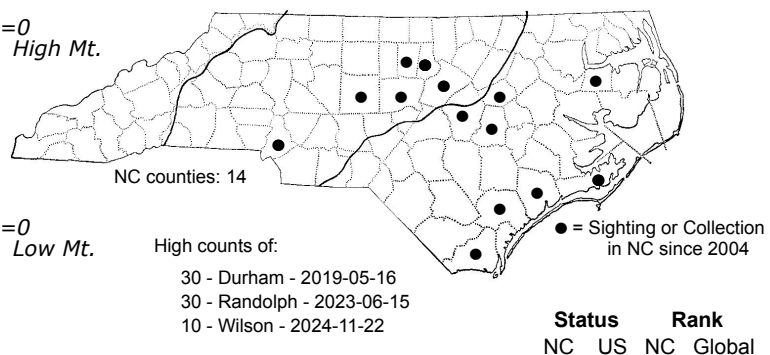 =0
High Mt.
NC counties: 14
=0
Low Mt.
High counts of:
30 - Durham - 2019-05-16
30 - Randolph - 2023-06-15
10 - Wilson - 2024-11-22
● = Sighting or Collection
in NC since 2004
Status Rank
NC US NC Global